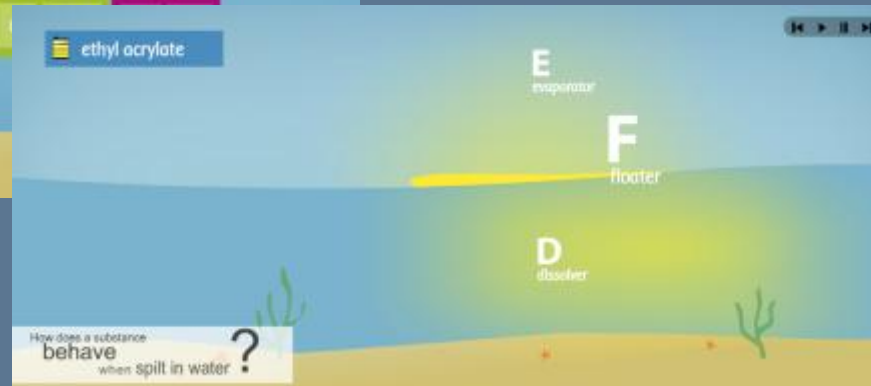 ethyl acrylate
E
evaporator
F
floater
D
dissolver
How does a substance
behave
when spilt in water ?